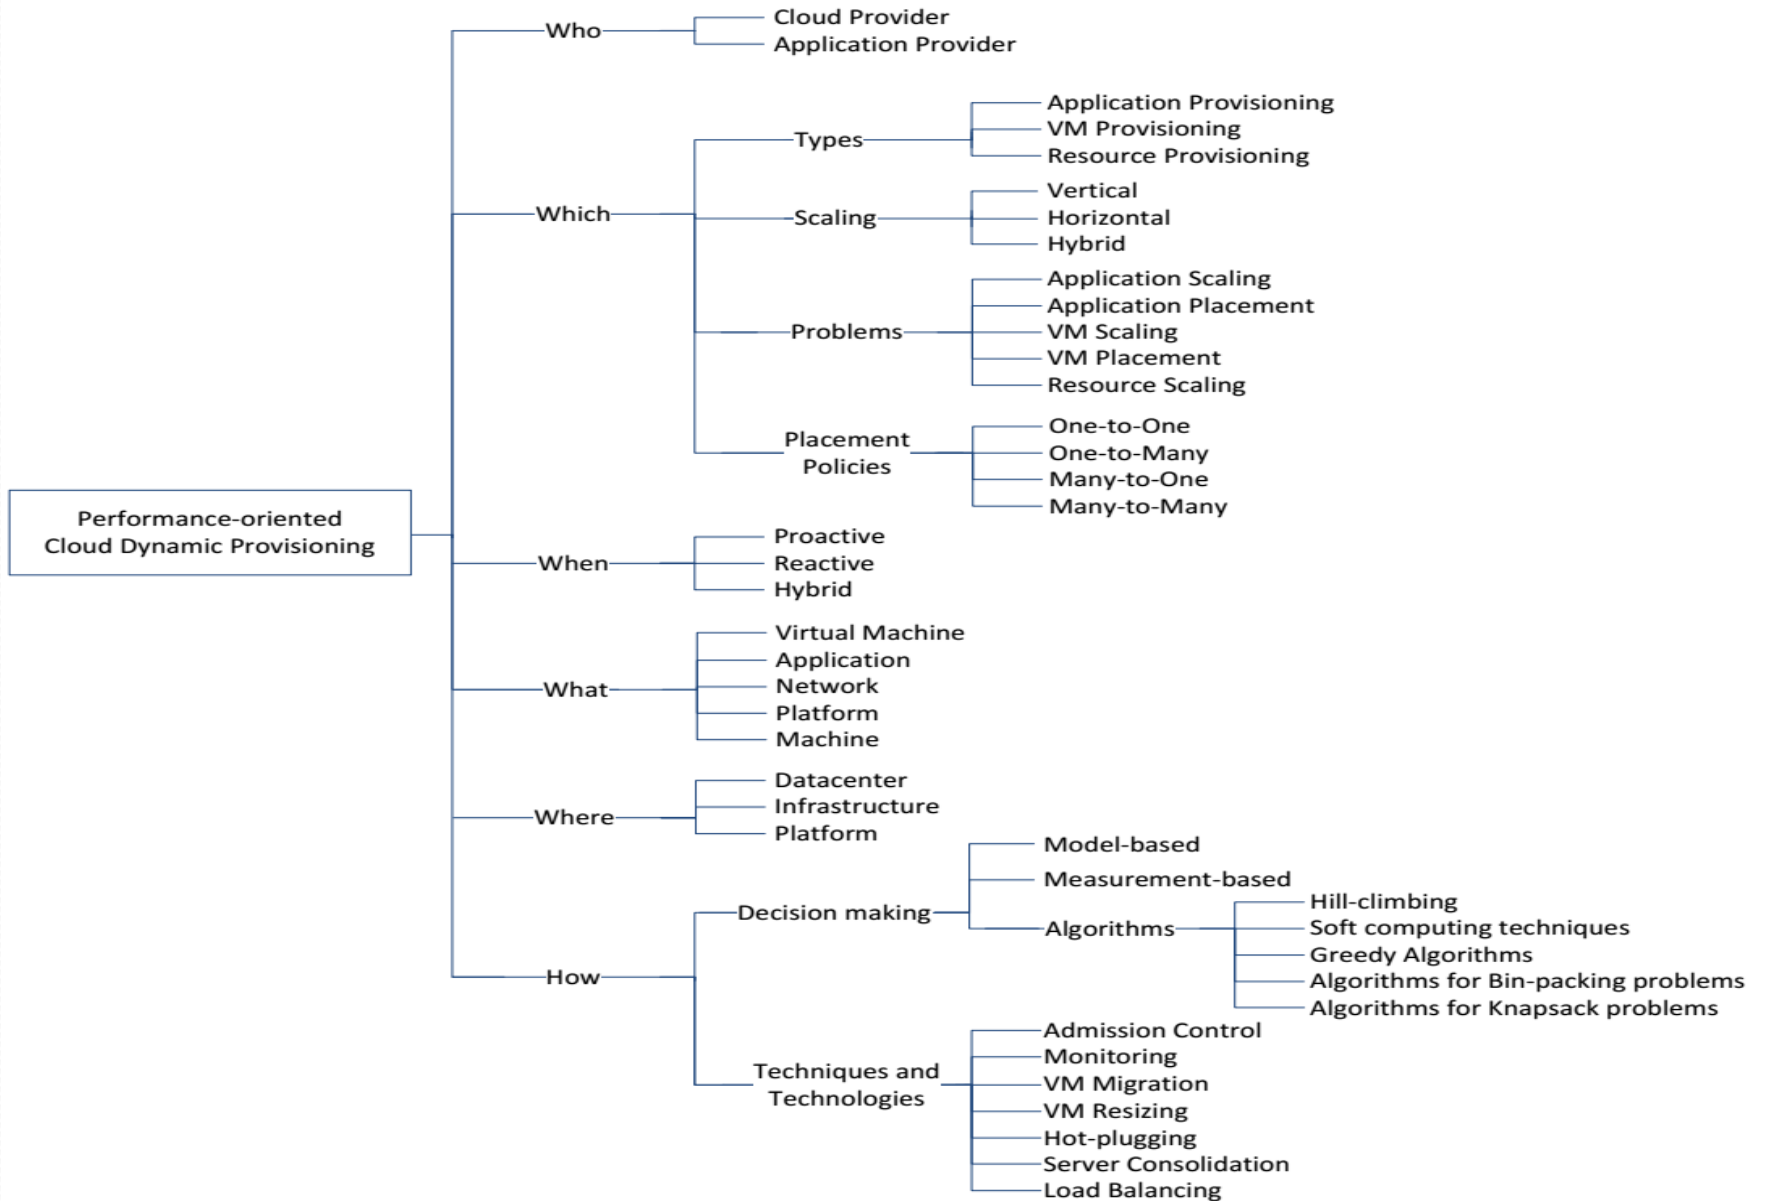 Who
Cloud Provider
Application Provider
Which
Types
Application Provisioning
VM Provisioning
Resource Provisioning
Scaling
Vertical
Horizontal
Hybrid
Problems
Application Scaling
Application Placement
VM Scaling
VM Placement
Resource Scaling
Placement
Policies
One-to-One
One-to-Many
Many-to-One
Many-to-Many
Performance-oriented
Cloud Dynamic Provisioning
When
Proactive
Reactive
Hybrid
What
Virtual Machine
Application
Network
Platform
Machine
Where
Datacenter
Infrastructure
Platform
How
Decision making
Model-based
Measurement-based
Algorithms
Hill-climbing
Soft computing techniques
Greedy Algorithms
Algorithms for Bin-packing problems
Algorithms for Knapsack problems
Techniques and
Technologies
Admission Control
Monitoring
VM Migration
VM Resizing
Hot-plugging
Server Consolidation
Load Balancing